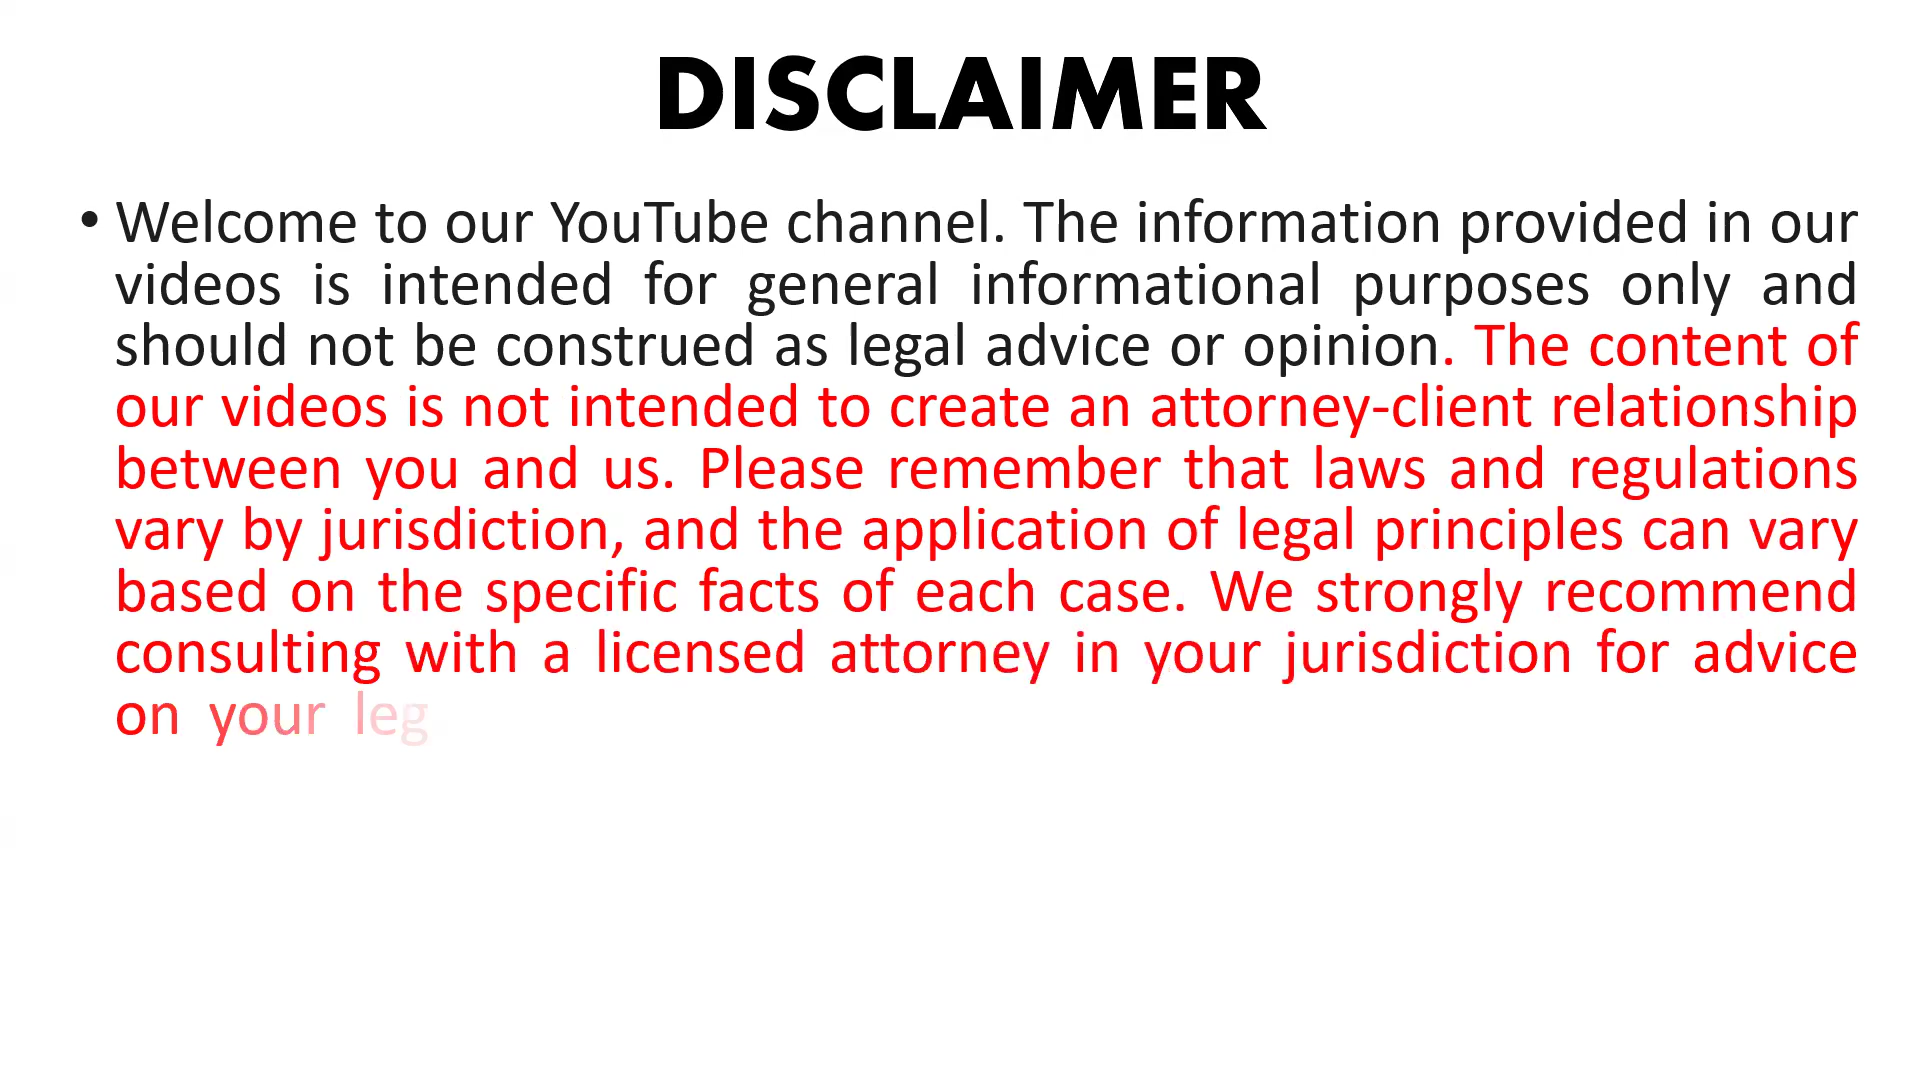 DISCLAIMER
• Welcome to our YouTube channel. The information provided in our
videos is intended for general informational purposes only and
should not be construed as legal advice or opinion. The content of
our videos is not intended to create an attorney-client relationship
between you and us. Please remember that laws and regulations
vary by jurisdiction, and the application of legal principles can vary
based on the specific facts of each case. We strongly recommend
consulting with a licensed attorney in your jurisdiction for advice
on your leg